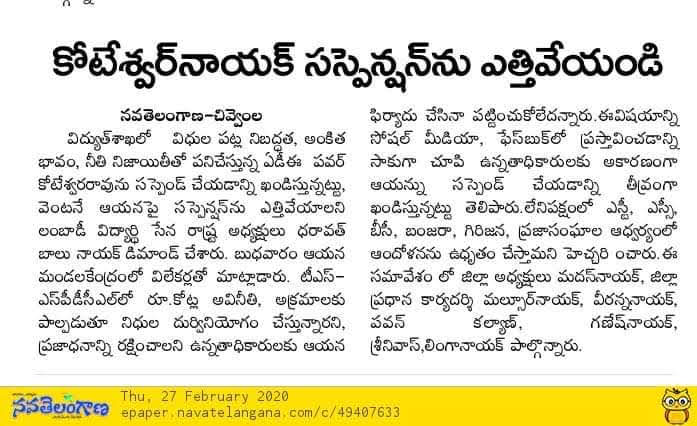 కోటేశ్వర్‌నాయక్ సస్పెన్షన్‌ను ఎత్తివేయండి
నవతెలంగాణ-చివ్వెంల
విద్యుత్‌శాఖలో విధుల పట్ల నిబద్ధత, అంకిత
భావం, నీతి నిజాయితీతో పనిచేస్తున్న ఏడీఈ పవర్
కోటేశ్వరరావును సస్పెండ్ చేయడాన్ని ఖండిస్తున్నట్టు,
వెంటనే ఆయనపై సస్పెన్షన్‌ను ఎత్తివేయాలని
లంబాడీ విద్యార్థి సేన రాష్ట్ర అధ్యక్షులు ధరావత్
బాలు నాయక్ డిమాండ్ చేశారు. బుధవారం ఆయన
మండలకేంద్రంలో విలేకర్లతో మాట్లాడారు. టీఎస్-
ఎస్‌పీడీసీఎల్‌లో రూ.కోట్ల అవినీతి, అక్రమాలకు
పాల్పడుతూ నిధుల దుర్వినియోగం చేస్తున్నారని,
ప్రజాధనాన్ని రక్షించాలని ఉన్నతాధికారులకు ఆయన
ఫిర్యాదు చేసినా పట్టించుకోలేదన్నారు.ఈవిషయాన్ని
సోషల్ మీడియా, ఫేస్‌బుక్‌లో ప్రస్తావించడాన్ని
సాకుగా చూపి ఉన్నతాధికారులకు అకారణంగా
ఆయన్ను సస్పెండ్ చేయడాన్ని తీవ్రంగా
ఖండిస్తున్నట్టు తెలిపారు.లేనిపక్షంలో ఎస్టీ, ఎస్సీ,
బీసీ, బంజరా, గిరిజన, ప్రజాసంఘాల ఆధ్వర్యంలో
ఆందోళనను ఉధృతం చేస్తామని హెచ్చరి ంచారు.ఈ
సమావేశం లో జిల్లా అధ్యక్షులు మదన్‌నాయక్, జిల్లా
ప్రధాన కార్యదర్శి మల్సూర్‌నాయక్, వీరన్ననాయక్,
పవన్ కల్యాణ్, గణేష్‌నాయక్,
శ్రీనివాస్,లింగానాయక్ పాల్గొన్నారు.
నవతెలంగాణ
Thu, 27 February 2020
epaper.navatelangana.com/c/49407633